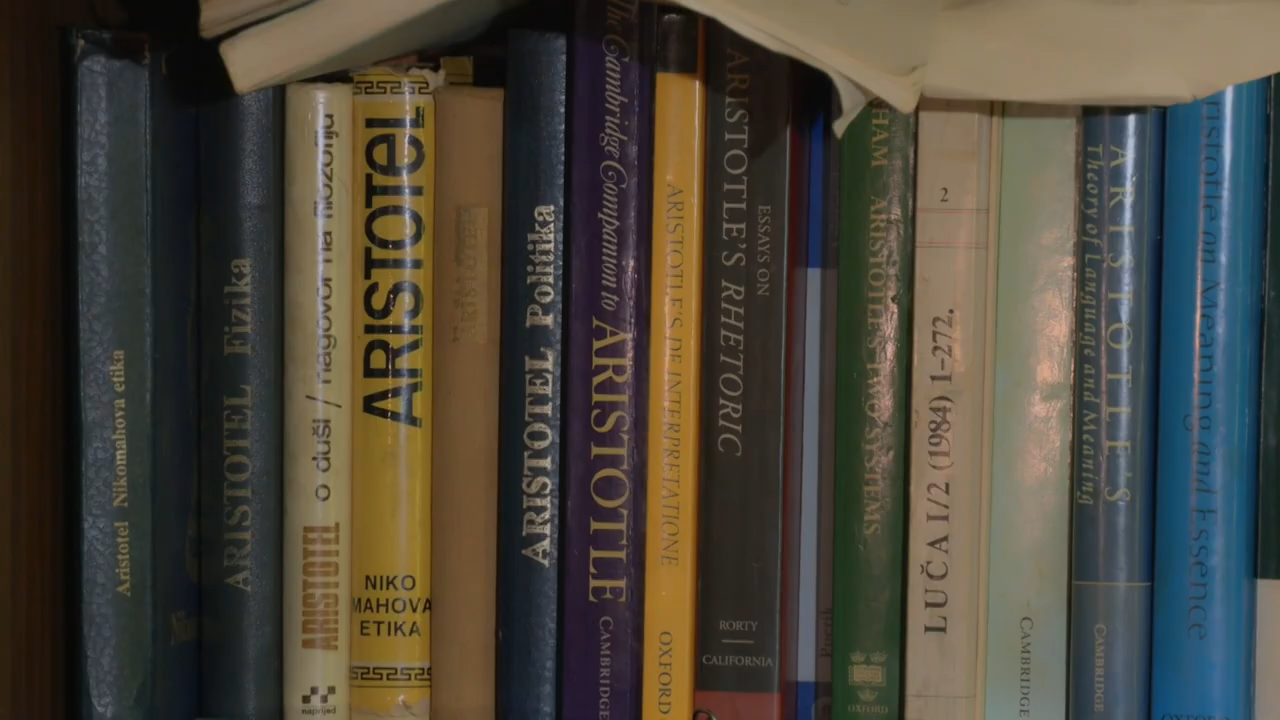 Aristotel Nikomahova etika
ARISTOTEL Fizika
ARISTOTEL o duši / nagovor na filozofiju
naprijed
ARISTOTEL
NIKO
MAHOVA
ETIKA
ARISTOTEL Politika
The Cambridge Companion to ARISTOTLE
CAMBRIDGE
ARISTOTLE'S DE INTERPRETATIONE
OXFORD
ESSAYS ON
ARISTOTLE'S RHETORIC
RORTY
CALIFORNIA
HAM ARISTOTLE'S TWO SYSTEMS
OXFORD
2
LUČA I/2 (1984) 1–272.
CAMBRIDGE
ARISTOTLE'S
Theory of Language and Meaning
CAMBRIDGE
ristotle on Meaning and Essence